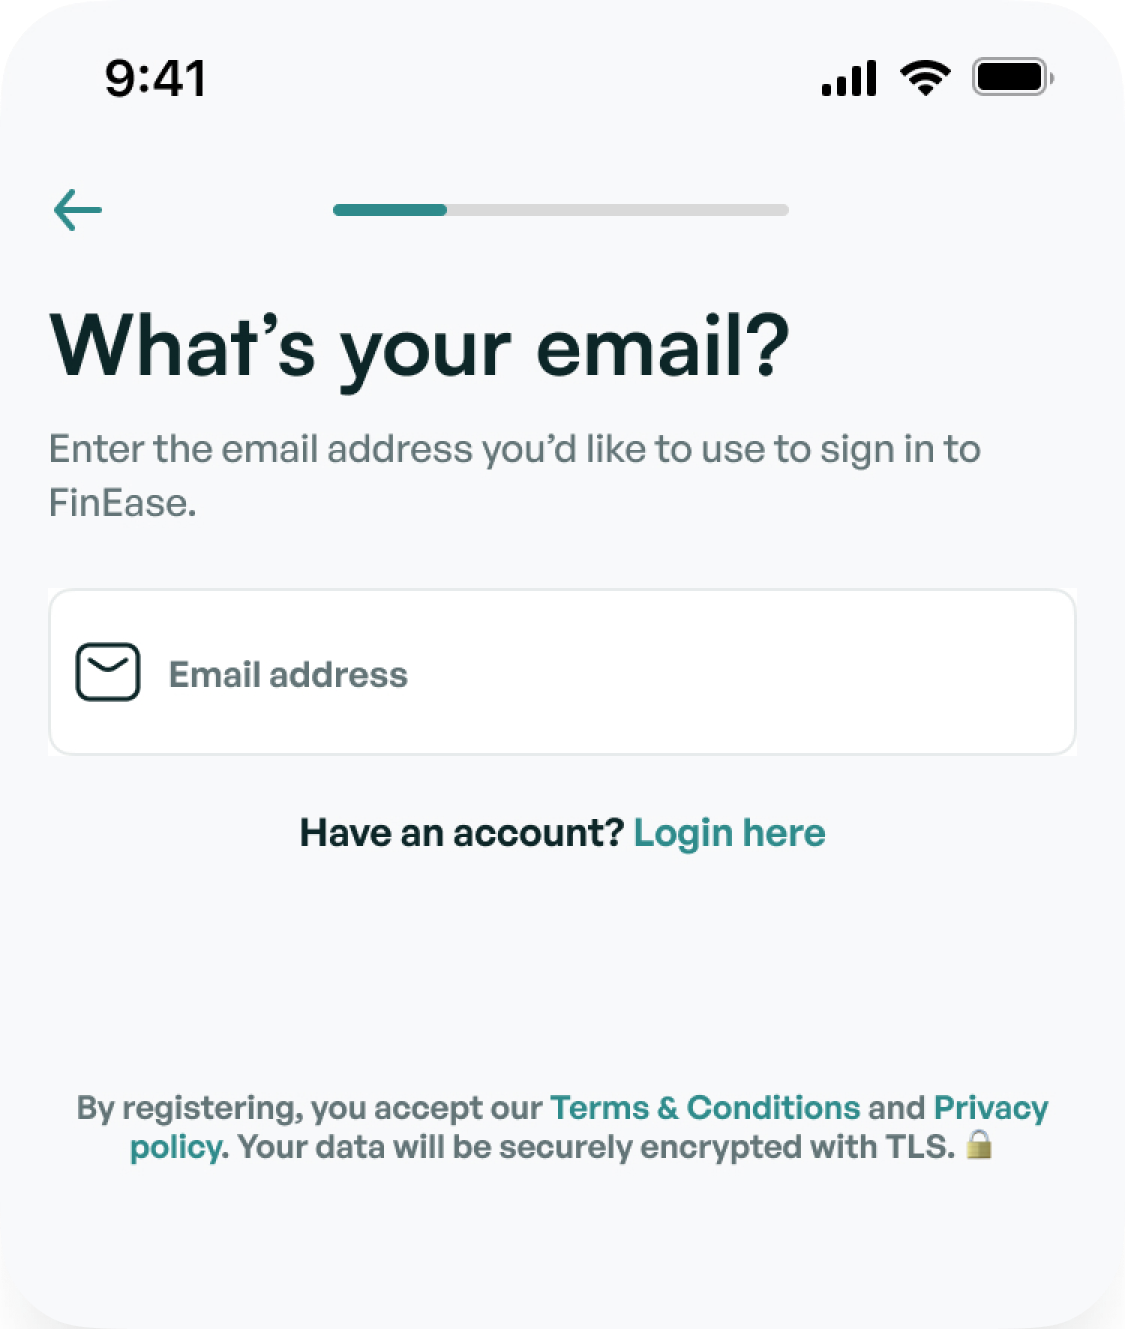 9:41
What’s your email?
Enter the email address you’d like to use to sign in to
FinEase.
Email address
Have an account? Login here
By registering, you accept our Terms & Conditions and Privacy
policy. Your data will be securely encrypted with TLS. 🔒